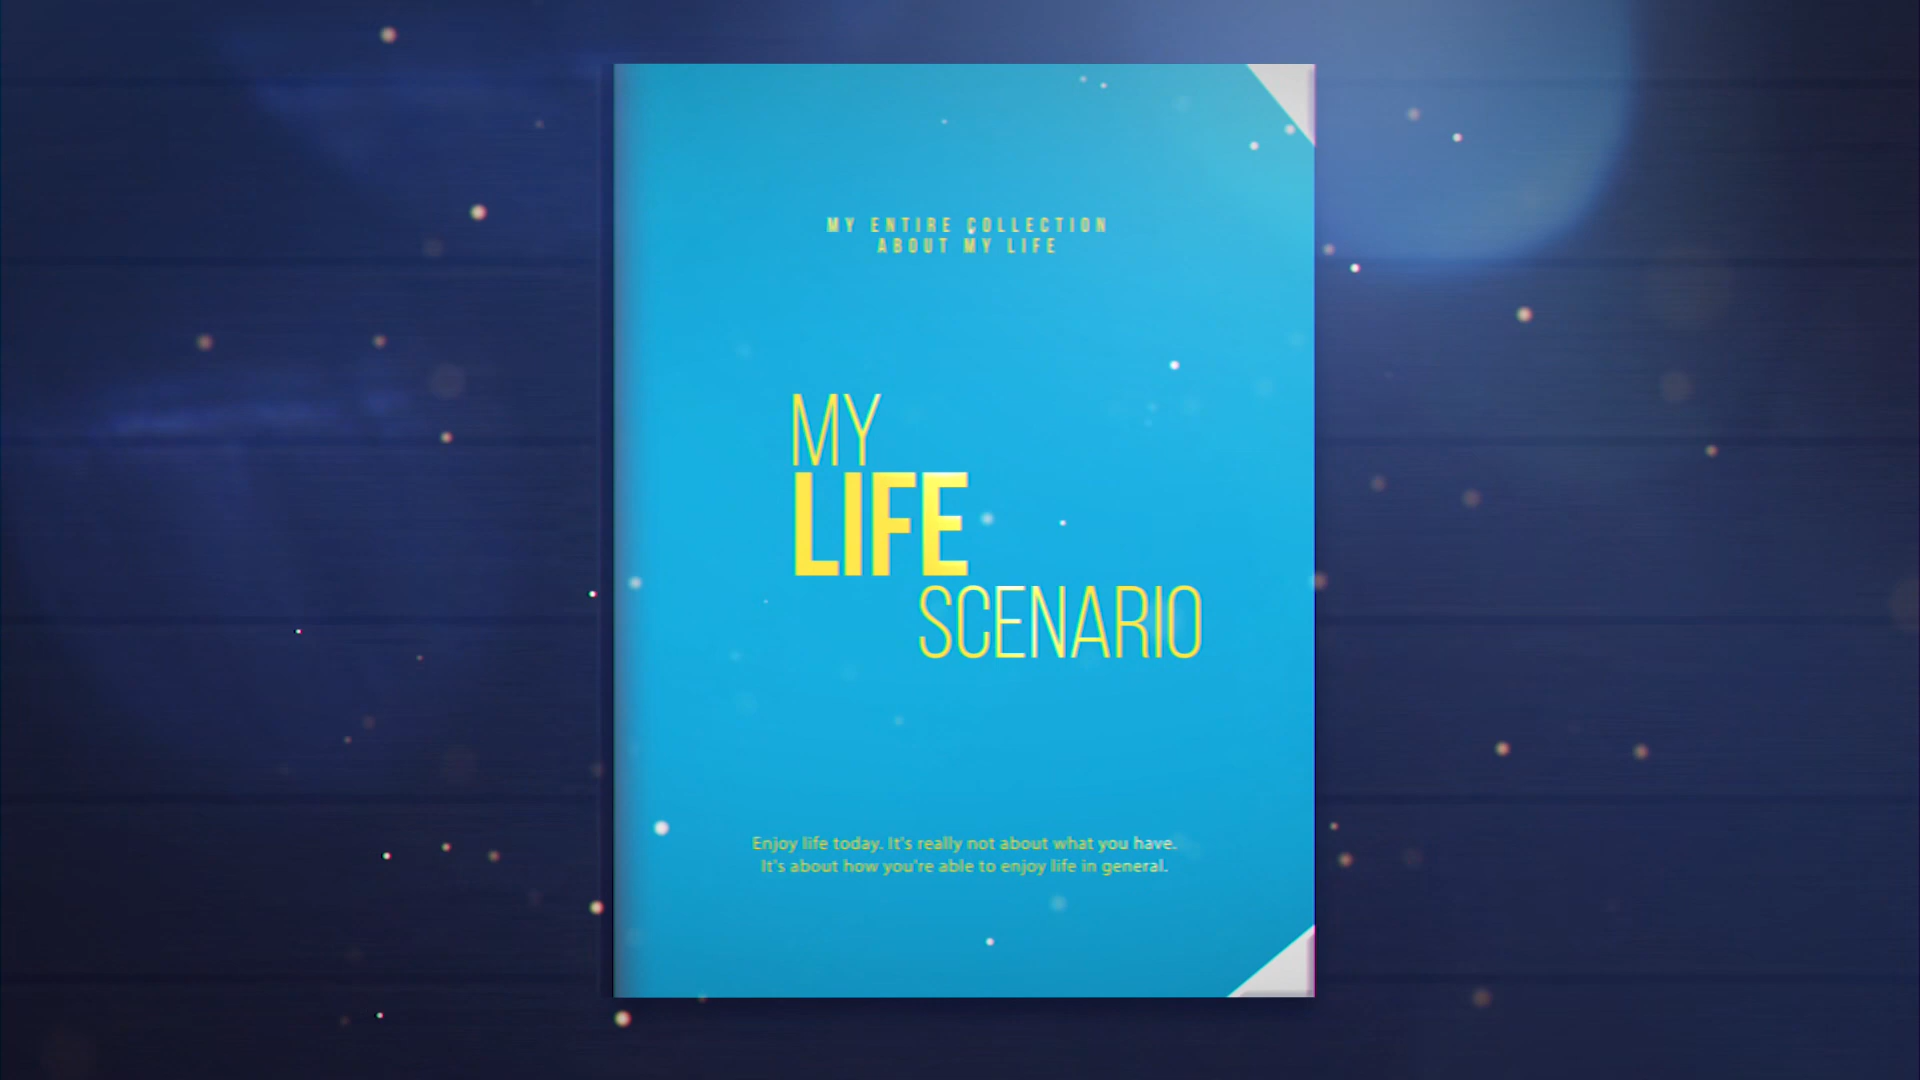 MY ENTIRE COLLECTION
ABOUT MY LIFE
MY
LIFE
SCENARIO
Enjoy life today. It's really not about what you have.
It's about how you're able to enjoy life in general.